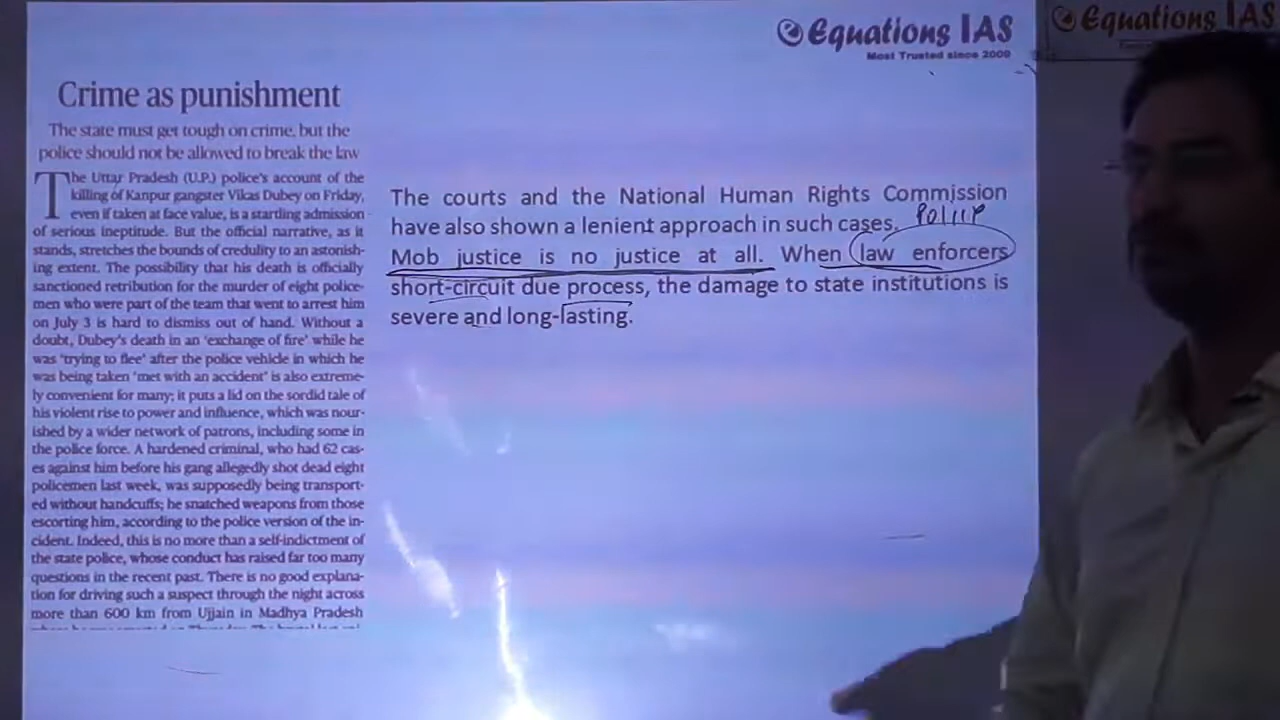 Equations IAS
Most Trusted since 2009
Equations IAS
Crime as punishment
The state must get tough on crime, but the
police should not be allowed to break the law
The Uttar Pradesh (U.P.) police's account of the
killing of Kanpur gangster Vikas Dubey on Friday,
even if taken at face value, is a startling admission
of serious ineptitude. But the official narrative, as it
stands, stretches the bounds of credulity to an astonish-
ing extent. The possibility that his death is officially
sanctioned retribution for the murder of eight police-
men who were part of the team that went to arrest him
on July 3 is hard to dismiss out of hand. Without a
doubt, Dubey's death in an 'exchange of fire' while he
was 'trying to flee' after the police vehicle in which he
was being taken 'met with an accident' is also extreme-
ly convenient for many; it puts a lid on the sordid tale of
his violent rise to power and influence, which was nour-
ished by a wider network of patrons, including some in
the police force. A hardened criminal, who had 62 cas-
es against him before his gang allegedly shot dead eight
policemen last week, was supposedly being transport-
ed without handcuffs; he snatched weapons from those
escorting him, according to the police version of the in-
cident. Indeed, this is no more than a self-indictment of
the state police, whose conduct has raised far too many
questions in the recent past. There is no good explana-
tion for driving such a suspect through the night across
more than 600 km from Ujjain in Madhya Pradesh
The courts and the National Human Rights Commission
have also shown a lenient approach in such cases.
Police
Mob justice is no justice at all. When law enforcers
short-circuit due process, the damage to state institutions is
severe and long-lasting.